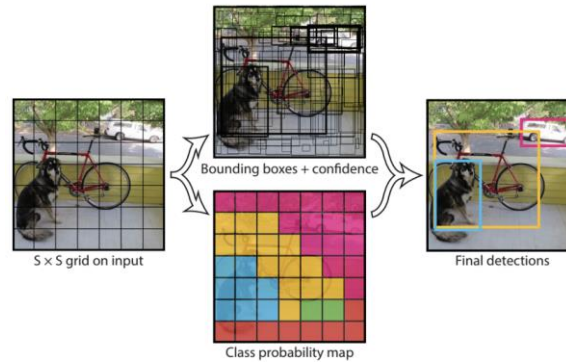 S × S grid on input
Bounding boxes + confidence
Class probability map
Final detections